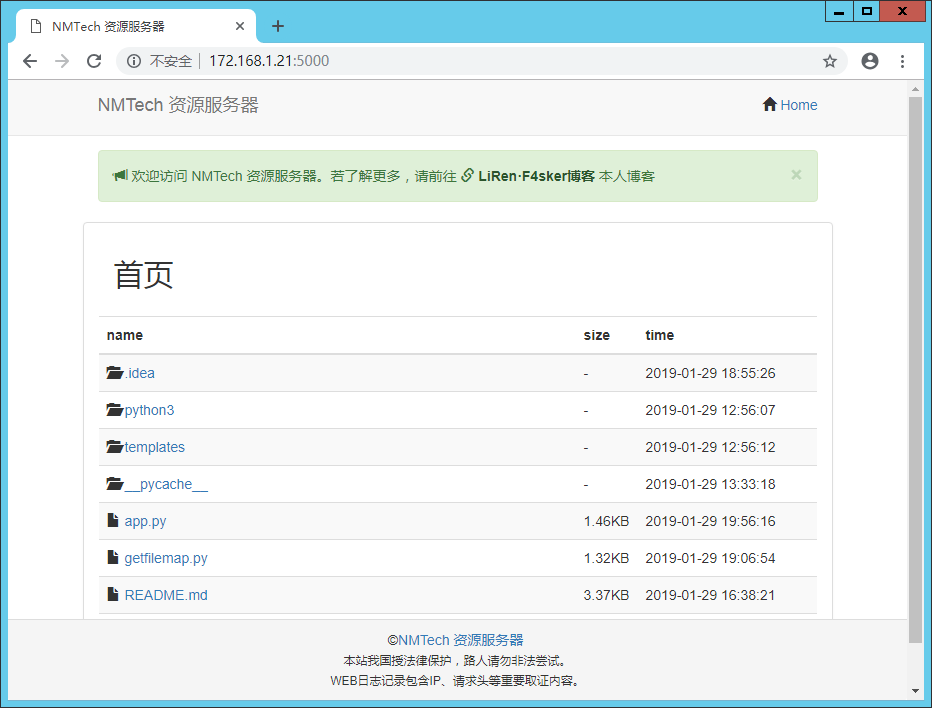 NMTech 资源服务器
不安全 172.168.1.21:5000
NMTech 资源服务器 Home
欢迎访问 NMTech 资源服务器。若了解更多，请前往 LiRen·F4sker博客 本人博客 ×
首页
name size time
.idea - 2019-01-29 18:55:26
python3 - 2019-01-29 12:56:07
templates - 2019-01-29 12:56:12
__pycache__ - 2019-01-29 13:33:18
app.py 1.46KB 2019-01-29 19:56:16
getfilemap.py 1.32KB 2019-01-29 19:06:54
README.md 3.37KB 2019-01-29 16:38:21
©NMTech 资源服务器
本站我国授法律保护，路人请勿非法尝试。
WEB日志记录包含IP、请求头等重要取证内容。